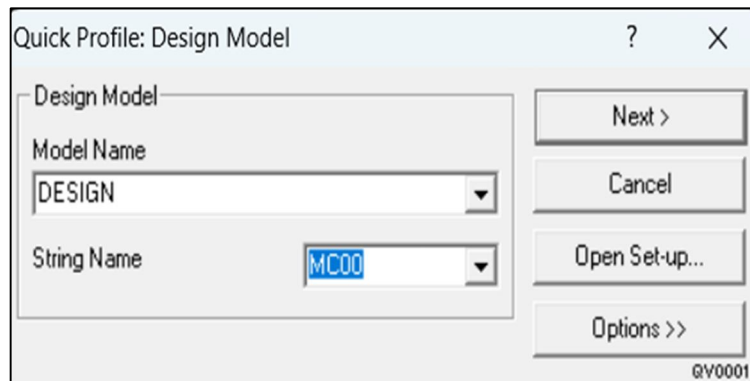 Quick Profile: Design Model ? X
Design Model
Model Name
DESIGN
String Name MC00
Next >
Cancel
Open Set-up...
Options >>
QV0001